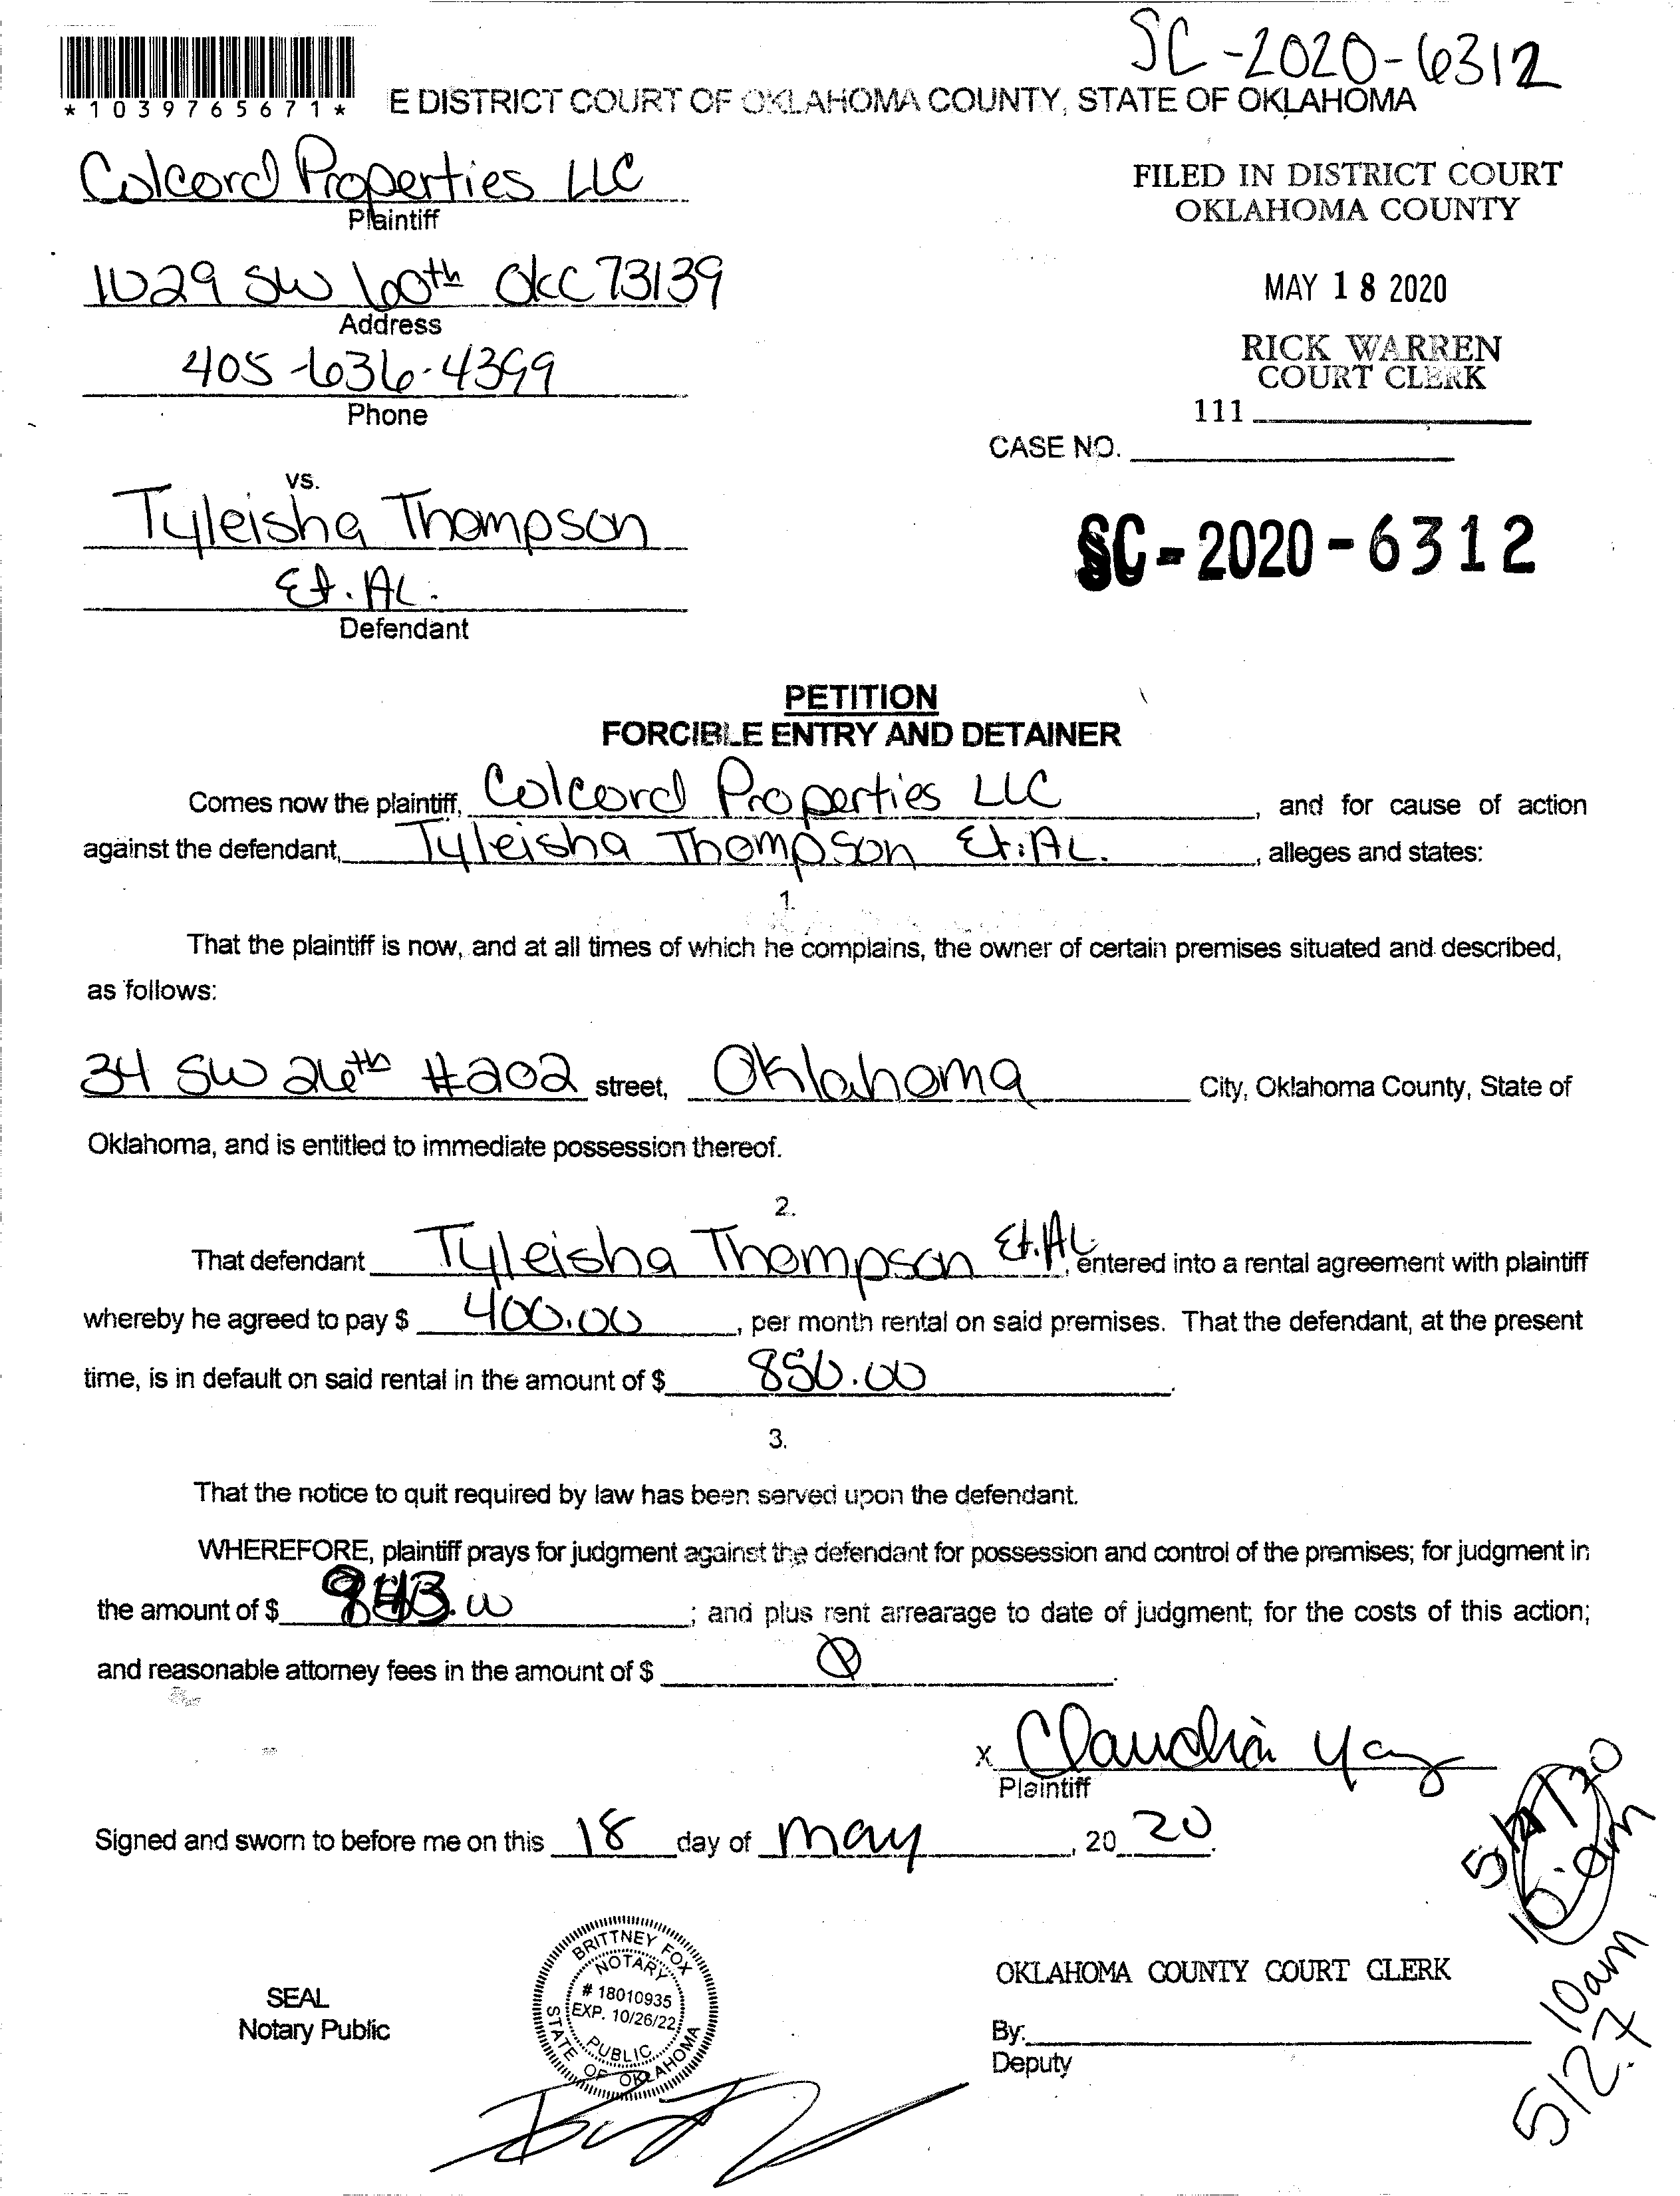 SC-2020-6312
*1039765671*
E DISTRICT COURT OF OKLAHOMA COUNTY, STATE OF OKLAHOMA
Colcord Properties LLC
Plaintiff
FILED IN DISTRICT COURT
OKLAHOMA COUNTY
1029 SW 60th OKC 73139
Address
MAY 18 2020
405-636-4399
Phone
RICK WARREN
COURT CLERK
111
CASE NO.
vs.
Tyleisha Thompson
Et. AL.
Defendant
SC-2020-6312
PETITION
FORCIBLE ENTRY AND DETAINER
Comes now the plaintiff, Colcord Properties LLC, and for cause of action
against the defendant, Tyleisha Thompson Et. AL., alleges and states:
1.
That the plaintiff is now, and at all times of which he complains, the owner of certain premises situated and described,
as follows:
34 SW 26th #202 street, Oklahoma City, Oklahoma County, State of
Oklahoma, and is entitled to immediate possession thereof.
2.
That defendant Tyleisha Thompson Et. AL, entered into a rental agreement with plaintiff
whereby he agreed to pay $ 400.00, per month rental on said premises. That the defendant, at the present
time, is in default on said rental in the amount of $ 850.00.
3.
That the notice to quit required by law has been served upon the defendant.
WHEREFORE, plaintiff prays for judgment against the defendant for possession and control of the premises; for judgment in
the amount of $; and plus rent arrearage to date of judgment; for the costs of this action;
and reasonable attorney fees in the amount of $ 0.
x Claudia
Plaintiff
Signed and sworn to before me on this 18 day of May, 2020.
10am
5/27
SEAL
Notary Public
BRITTNEY FOX
NOTARY
# 18010935
EXP. 10/26/22
PUBLIC
STATE OF OKLAHOMA
OKLAHOMA COUNTY COURT CLERK
By:
Deputy